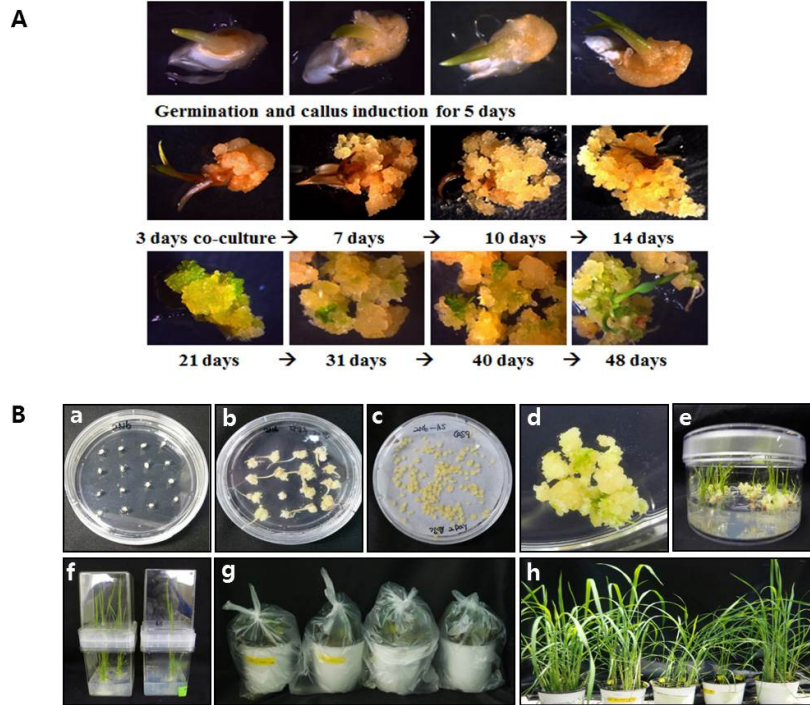 A
Germination and callus induction for 5 days
3 days co-culture → 7 days → 10 days → 14 days
21 days → 31 days → 40 days → 48 days
B
a
b
c
d
e
f
g
h